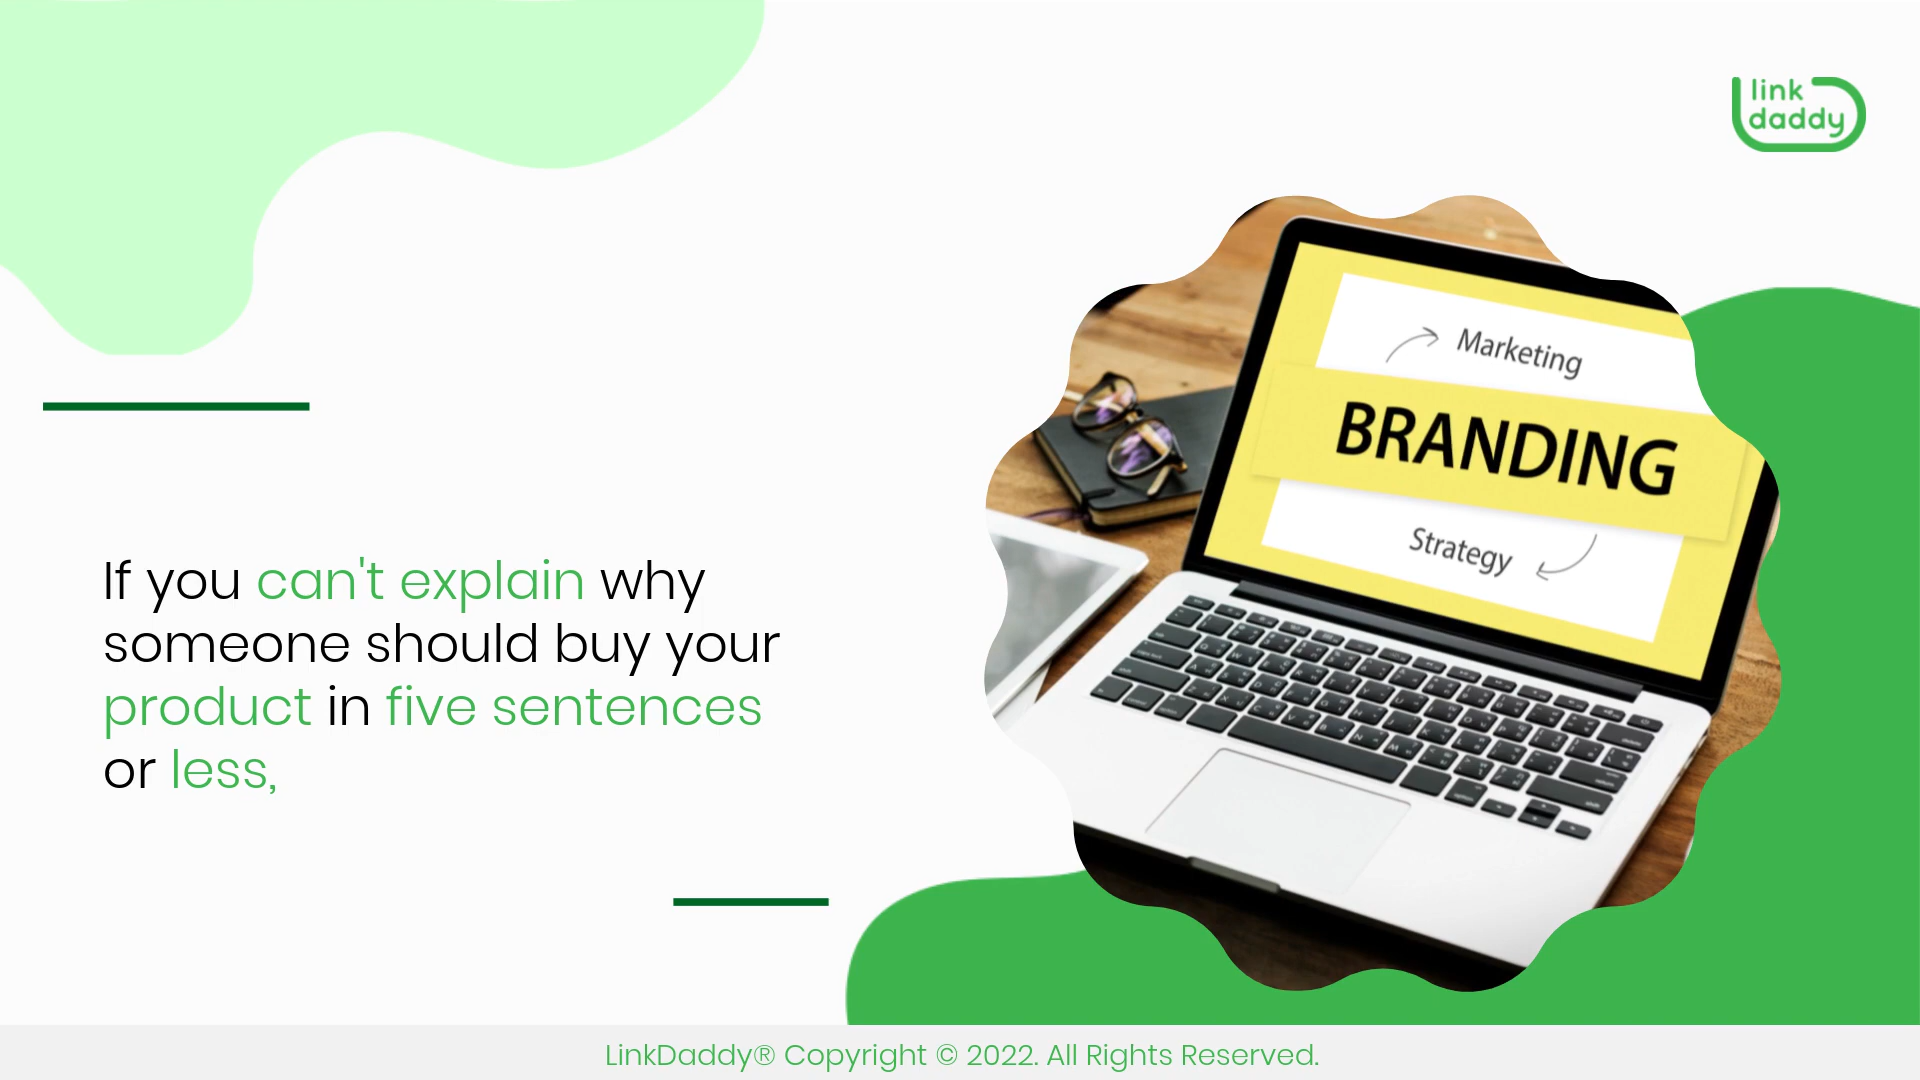 link
daddy
Marketing
BRANDING
Strategy
If you can't explain why
someone should buy your
product in five sentences
or less,
LinkDaddy® Copyright © 2022. All Rights Reserved.